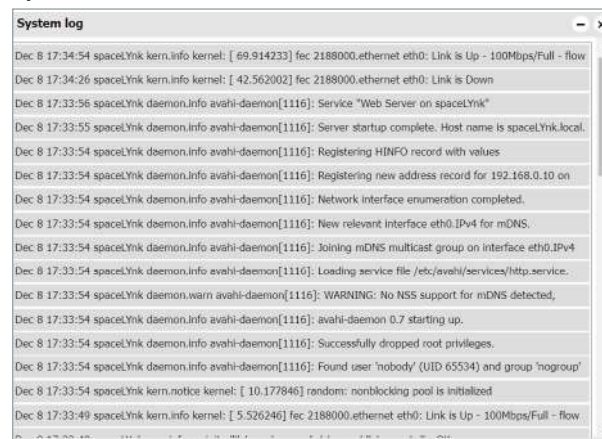 System log
Dec 8 17:34:54 spaceLYnk kern.info kernel: [ 69.914233] fec 2188000.ethernet eth0: Link is Up - 100Mbps/Full - flow
Dec 8 17:34:26 spaceLYnk kern.info kernel: [ 42.562002] fec 2188000.ethernet eth0: Link is Down
Dec 8 17:33:56 spaceLYnk daemon.info avahi-daemon[1116]: Service "Web Server on spaceLYnk"
Dec 8 17:33:55 spaceLYnk daemon.info avahi-daemon[1116]: Server startup complete. Host name is spaceLYnk.local.
Dec 8 17:33:54 spaceLYnk daemon.info avahi-daemon[1116]: Registering HINFO record with values
Dec 8 17:33:54 spaceLYnk daemon.info avahi-daemon[1116]: Registering new address record for 192.168.0.10 on
Dec 8 17:33:54 spaceLYnk daemon.info avahi-daemon[1116]: Network interface enumeration completed.
Dec 8 17:33:54 spaceLYnk daemon.info avahi-daemon[1116]: New relevant interface eth0.IPv4 for mDNS.
Dec 8 17:33:54 spaceLYnk daemon.info avahi-daemon[1116]: Joining mDNS multicast group on interface eth0.IPv4
Dec 8 17:33:54 spaceLYnk daemon.info avahi-daemon[1116]: Loading service file /etc/avahi/services/http.service.
Dec 8 17:33:54 spaceLYnk daemon.warn avahi-daemon[1116]: WARNING: No NSS support for mDNS detected,
Dec 8 17:33:54 spaceLYnk daemon.info avahi-daemon[1116]: avahi-daemon 0.7 starting up.
Dec 8 17:33:54 spaceLYnk daemon.info avahi-daemon[1116]: Successfully dropped root privileges.
Dec 8 17:33:54 spaceLYnk daemon.info avahi-daemon[1116]: Found user 'nobody' (UID 65534) and group 'nogroup'
Dec 8 17:33:54 spaceLYnk kern.notice kernel: [ 10.177846] random: nonblocking pool is initialized
Dec 8 17:33:49 spaceLYnk kern.info kernel: [ 5.526246] fec 2188000.ethernet eth0: Link is Up - 100Mbps/Full - flow